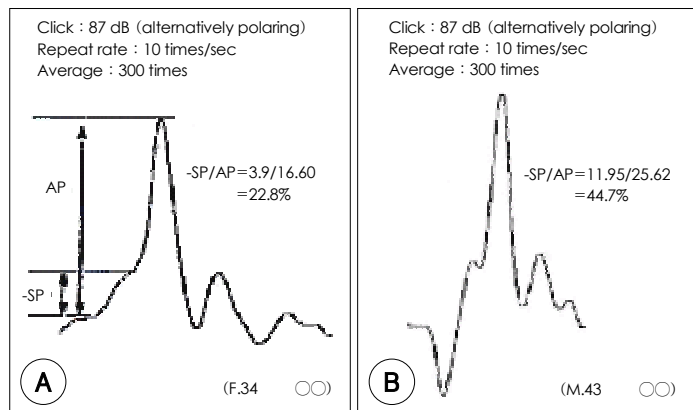 Click : 87 dB (alternatively polaring)
Repeat rate : 10 times/sec
Average : 300 times
-SP/AP=3.9/16.60
=22.8%
AP
-SP
A
(F.34 ○○)
Click : 87 dB (alternatively polaring)
Repeat rate : 10 times/sec
Average : 300 times
-SP/AP=11.95/25.62
=44.7%
B
(M.43 ○○)